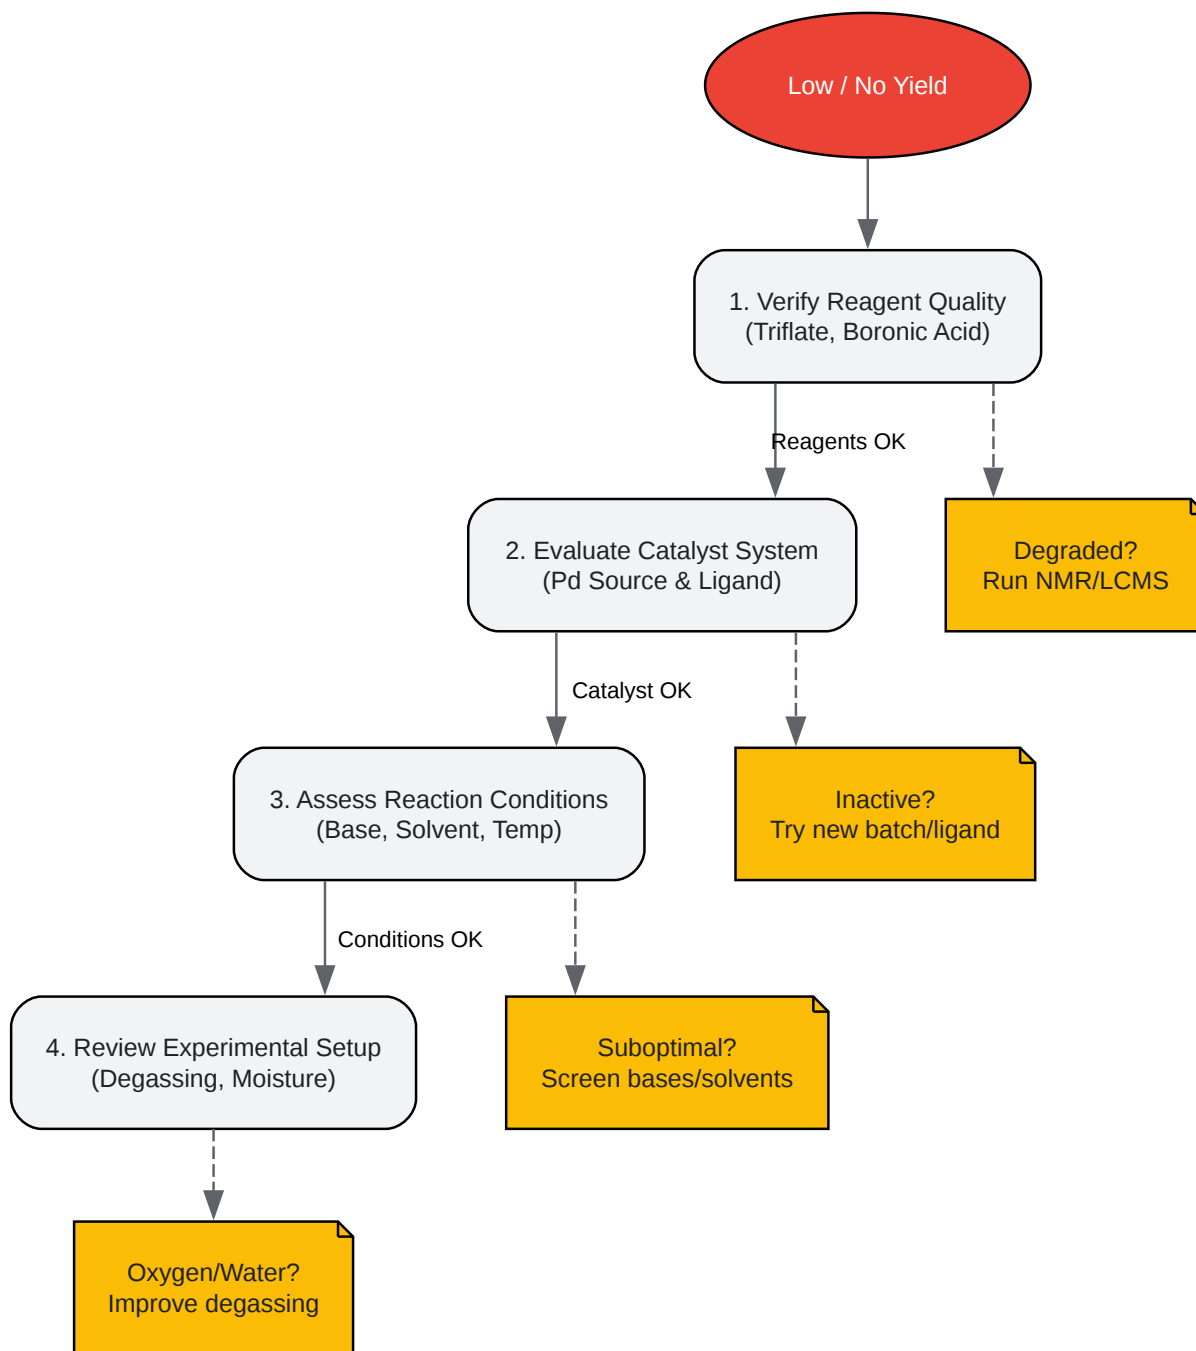 Low / No Yield
1. Verify Reagent Quality
(Triflate, Boronic Acid)
Reagents OK
2. Evaluate Catalyst System
(Pd Source & Ligand)
Degraded?
Run NMR/LCMS
Catalyst OK
3. Assess Reaction Conditions
(Base, Solvent, Temp)
Inactive?
Try new batch/ligand
Conditions OK
4. Review Experimental Setup
(Degassing, Moisture)
Suboptimal?
Screen bases/solvents
Oxygen/Water?
Improve degassing